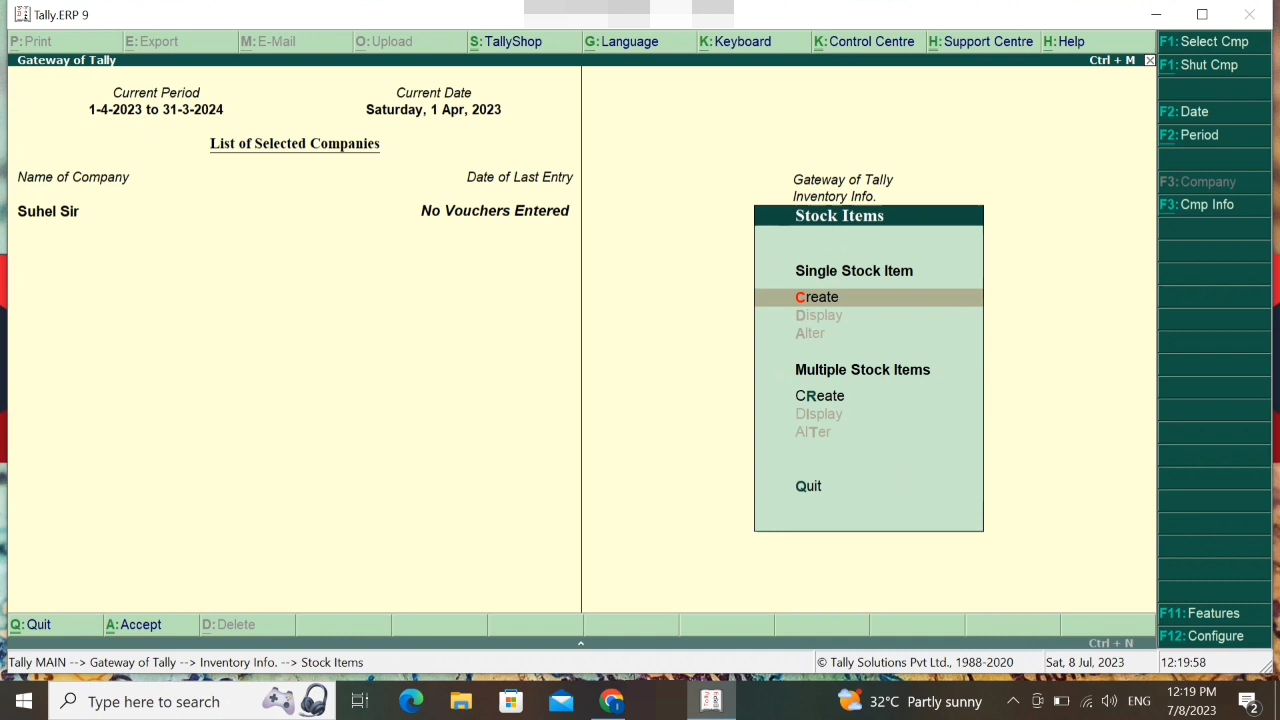 Tally.ERP 9
P: Print
E: Export
M: E-Mail
O: Upload
S: TallyShop
G: Language
K: Keyboard
K: Control Centre
H: Support Centre
H: Help
F1: Select Cmp
Gateway of Tally
Ctrl + M
F1: Shut Cmp
Current Period
Current Date
1-4-2023 to 31-3-2024
Saturday, 1 Apr, 2023
F2: Date
F2: Period
List of Selected Companies
Name of Company
Date of Last Entry
Suhel Sir
No Vouchers Entered
Gateway of Tally
Inventory Info.
Stock Items
Single Stock Item
Create
Display
Alter
Multiple Stock Items
CReate
DIsplay
AlTer
Quit
F3: Company
F3: Cmp Info
F11: Features
F12: Configure
Q: Quit
A: Accept
D: Delete
Ctrl + N
Tally MAIN --> Gateway of Tally --> Inventory Info. --> Stock Items
© Tally Solutions Pvt Ltd., 1988-2020
Sat, 8 Jul, 2023
12:19:58
Type here to search
32°C Partly sunny
ENG
12:19 PM
7/8/2023
2